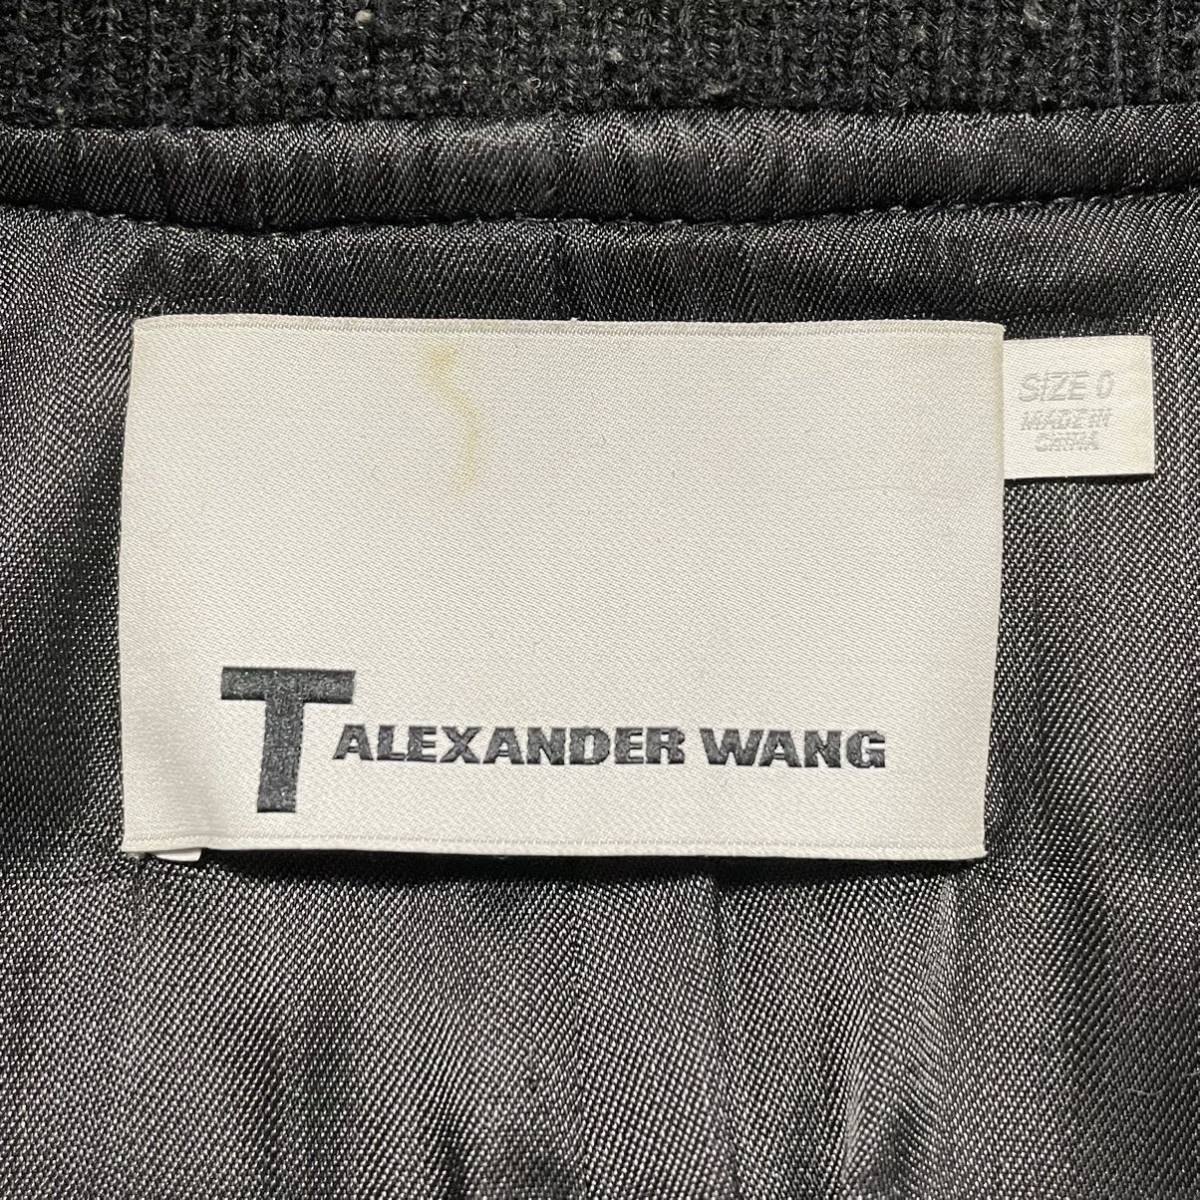 T ALEXANDER WANG
SIZE 0
MADE IN
CHINA